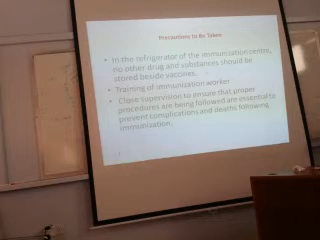 Precautions to Be Taken
• In the refrigerator of the immunization centre,
no other drug and substances should be
stored beside vaccines.
• Training of immunization worker
• Close supervision to ensure that proper
procedures are being followed are essential to
prevent complications and deaths following
immunization.